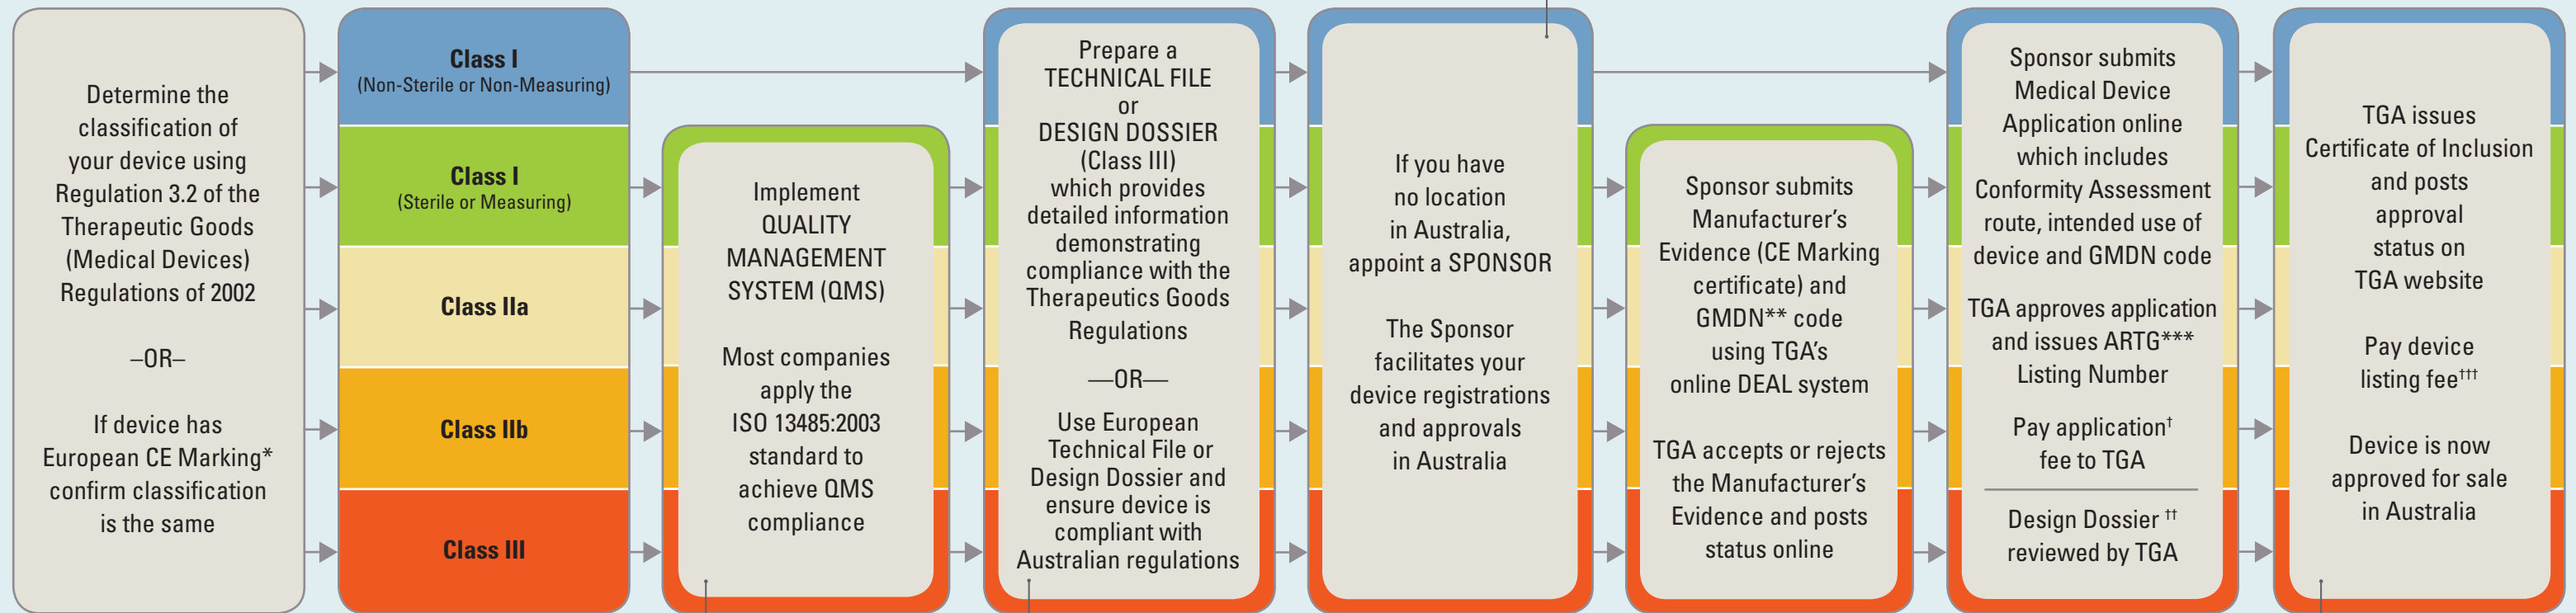 Determine the
classification of
your device using
Regulation 3.2 of the
Therapeutic Goods
(Medical Devices)
Regulations of 2002
–OR–
If device has
European CE Marking*
confirm classification
is the same
Class I
(Non-Sterile or Non-Measuring)
Class I
(Sterile or Measuring)
Class IIa
Class IIb
Class III
Implement
QUALITY
MANAGEMENT
SYSTEM (QMS)
Most companies
apply the
ISO 13485:2003
standard to
achieve QMS
compliance
Prepare a
TECHNICAL FILE
or
DESIGN DOSSIER
(Class III)
which provides
detailed information
demonstrating
compliance with the
Therapeutics Goods
Regulations
—OR—
Use European
Technical File or
Design Dossier and
ensure device is
compliant with
Australian regulations
If you have
no location
in Australia,
appoint a SPONSOR
The Sponsor
facilitates your
device registrations
and approvals
in Australia
Sponsor submits
Manufacturer's
Evidence (CE Marking
certificate) and
GMDN** code
using TGA's
online DEAL system
TGA accepts or rejects
the Manufacturer's
Evidence and posts
status online
Sponsor submits
Medical Device
Application online
which includes
Conformity Assessment
route, intended use of
device and GMDN code
TGA approves application
and issues ARTG***
Listing Number
Pay application†
fee to TGA
Design Dossier ††
reviewed by TGA
TGA issues
Certificate of Inclusion
and posts
approval
status on
TGA website
Pay device
listing fee†††
Device is now
approved for sale
in Australia